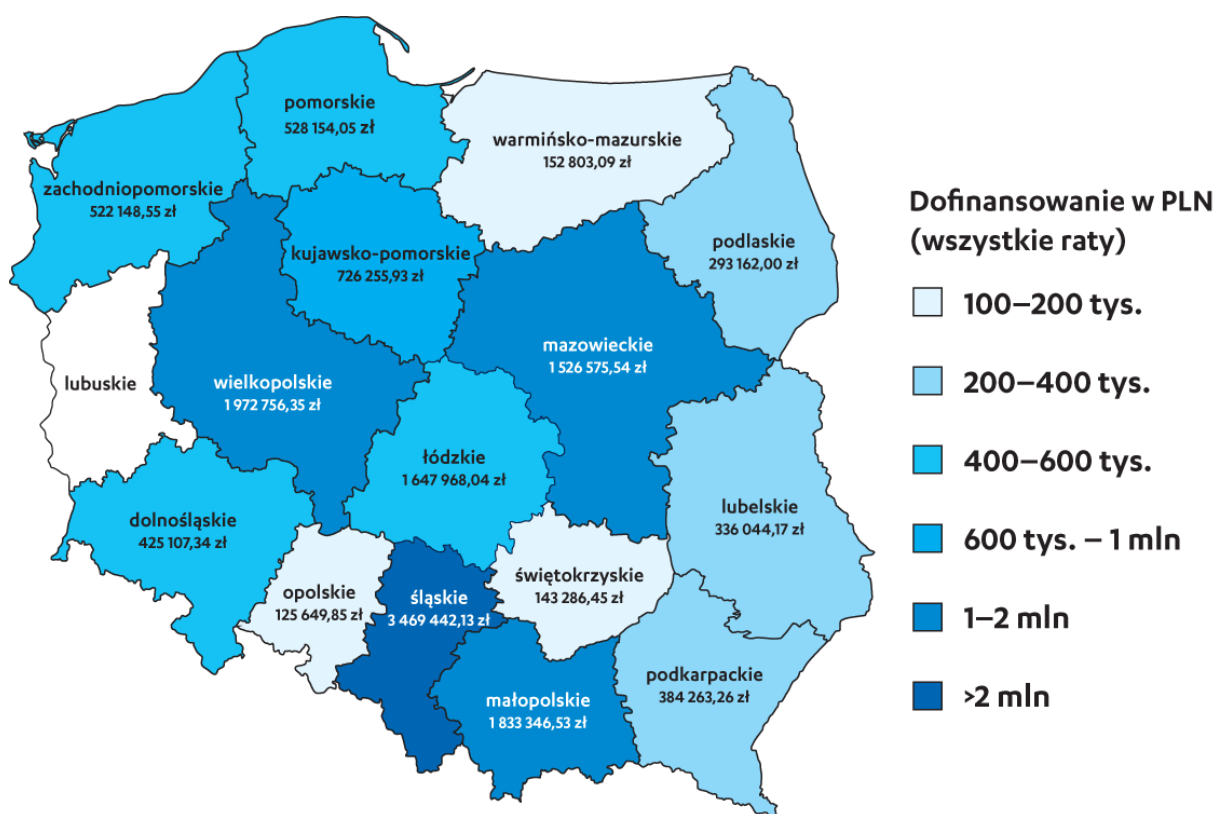 pomorskie
528 154,05 zł
warmińsko-mazurskie
152 803,09 zł
zachodniopomorskie
522 148,55 zł
kujawsko-pomorskie
726 255,93 zł
podlaskie
293 162,00 zł
mazowieckie
1 526 575,54 zł
lubuskie
wielkopolskie
1 972 756,35 zł
łódzkie
1 647 968,04 zł
dolnośląskie
425 107,34 zł
lubelskie
336 044,17 zł
opolskie
125 649,85 zł
śląskie
3 469 442,13 zł
świętokrzyskie
143 286,45 zł
małopolskie
1 833 346,53 zł
podkarpackie
384 263,26 zł
Dofinansowanie w PLN
(wszystkie raty)
100–200 tys.
200–400 tys.
400–600 tys.
600 tys. – 1 mln
1–2 mln
>2 mln